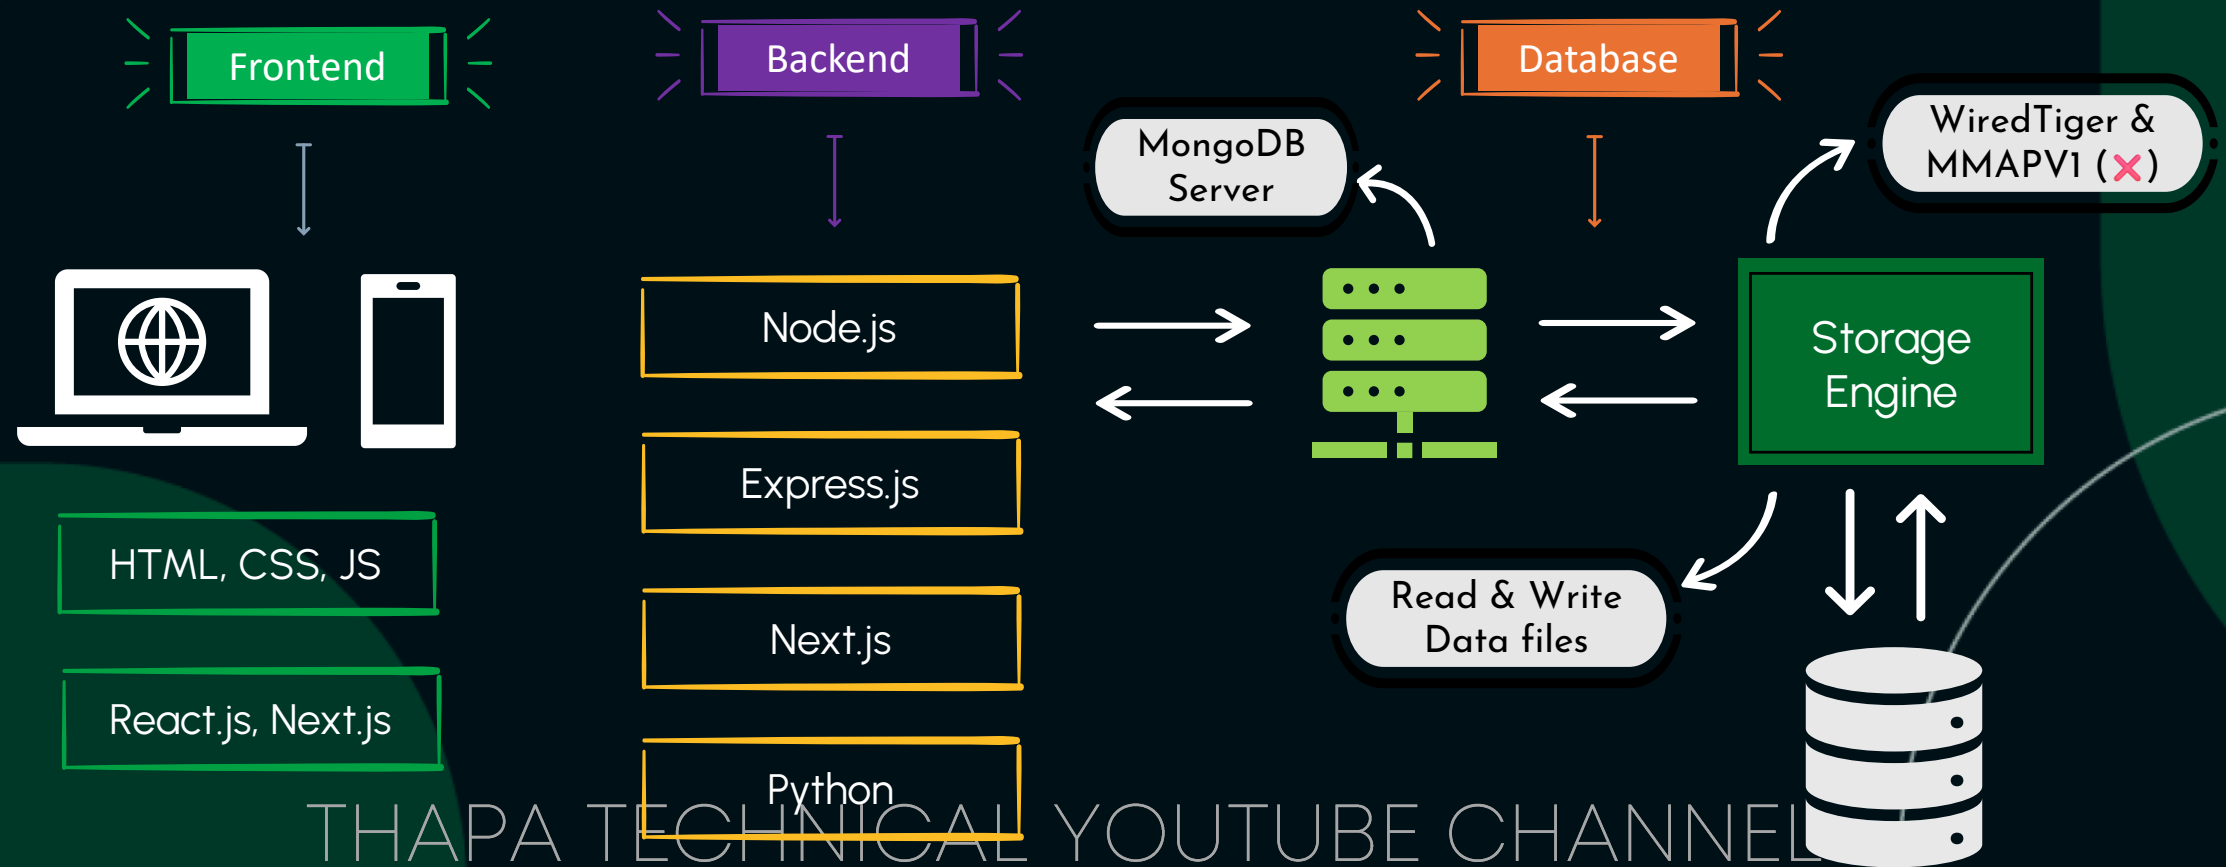 Frontend
Backend
Database
MongoDB
Server
WiredTiger &
MMAPV1 (❌)
Node.js
Storage
Engine
Express.js
HTML, CSS, JS
Read & Write
Data files
Next.js
React.js, Next.js
Python
THAPA TECHNICAL YOUTUBE CHANNEL